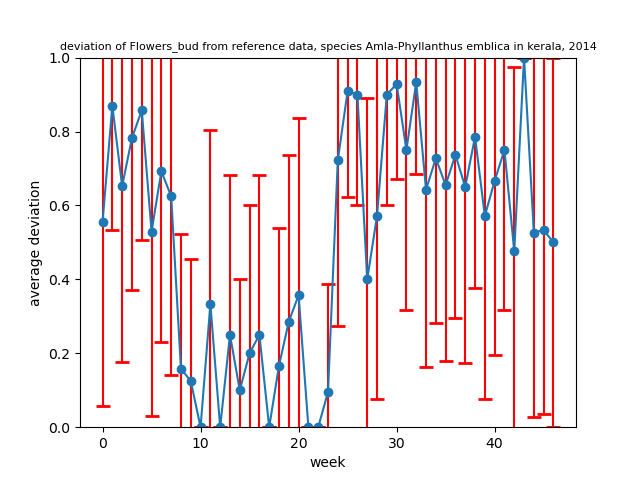 deviation of Flowers_bud from reference data, species Amla-Phyllanthus emblica in kerala, 2014
1.0
0.8
0.6
0.4
0.2
0.0
average deviation
0 10 20 30 40
week